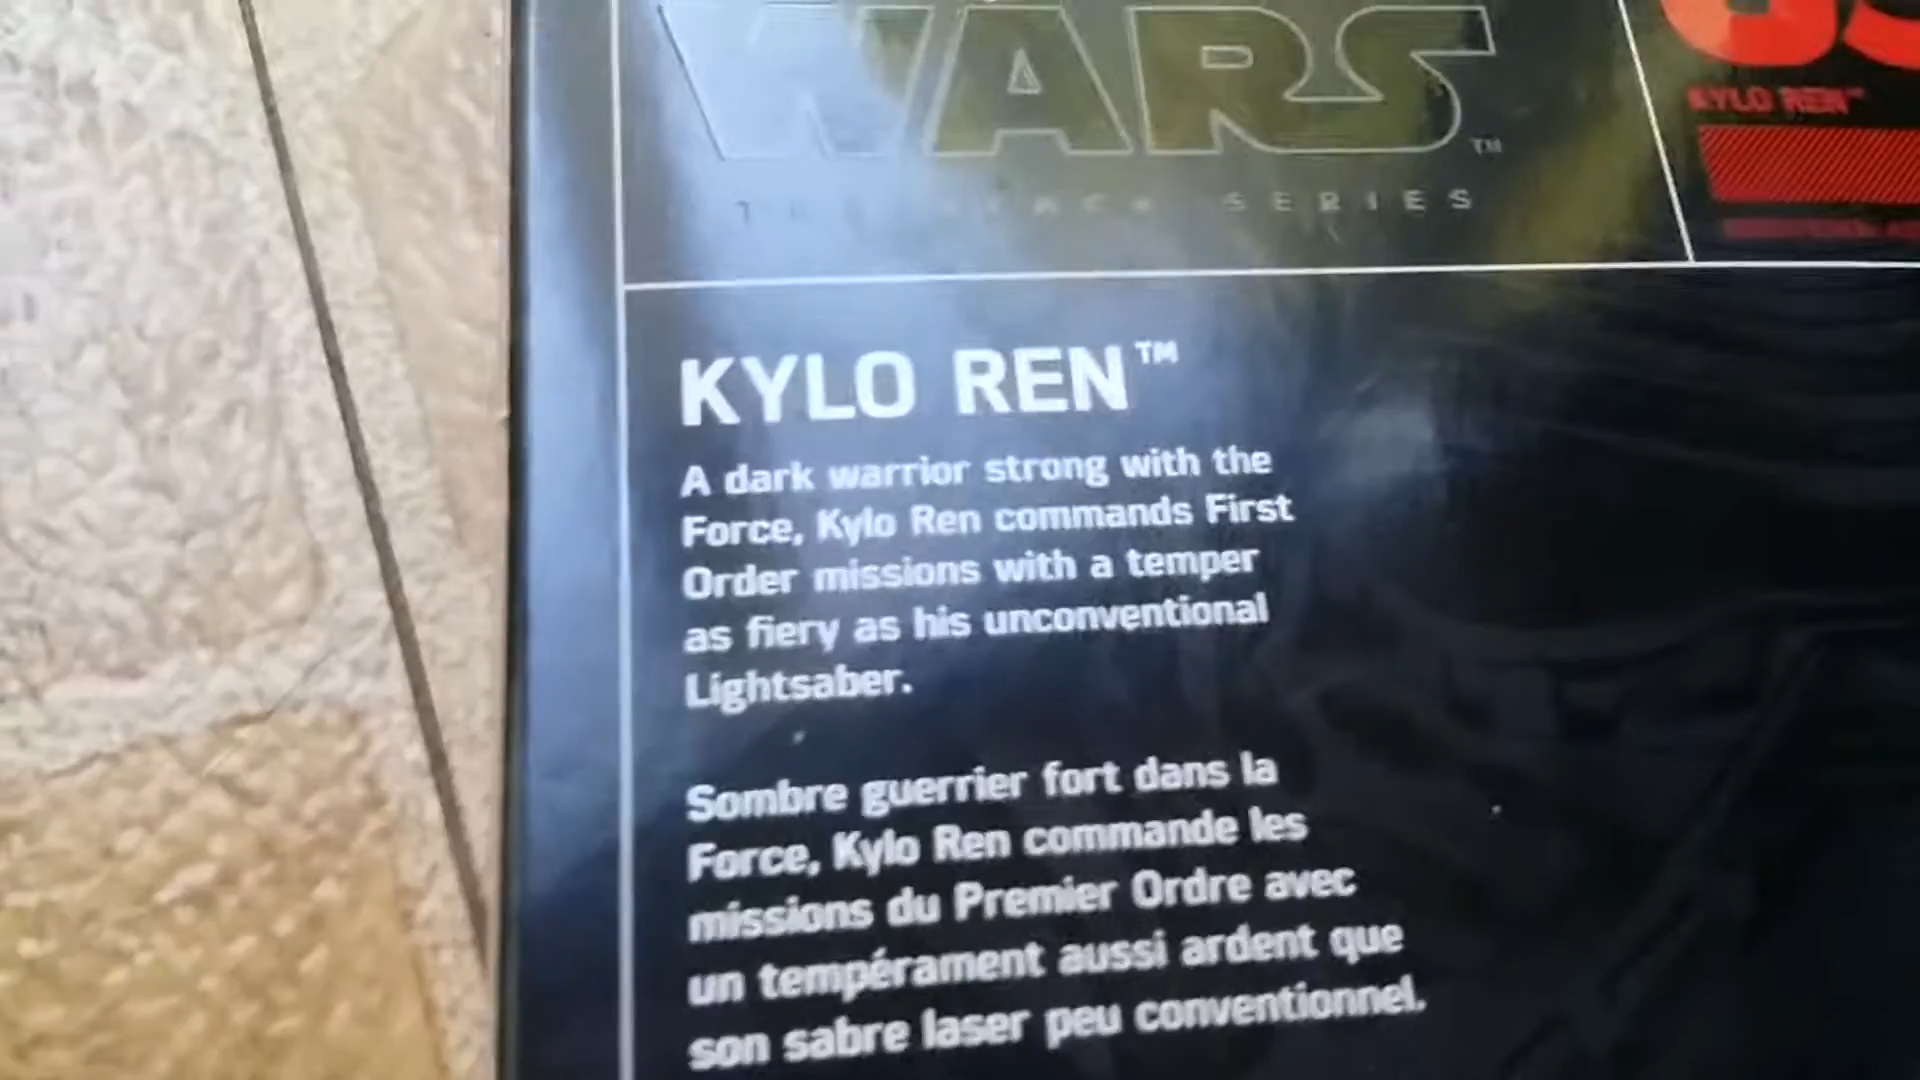 WARS™
THE BLACK SERIES
KYLO REN™
KYLO REN™
A dark warrior strong with the
Force, Kylo Ren commands First
Order missions with a temper
as fiery as his unconventional
Lightsaber.
Sombre guerrier fort dans la
Force, Kylo Ren commande les
missions du Premier Ordre avec
un tempérament aussi ardent que
son sabre laser peu conventionnel.